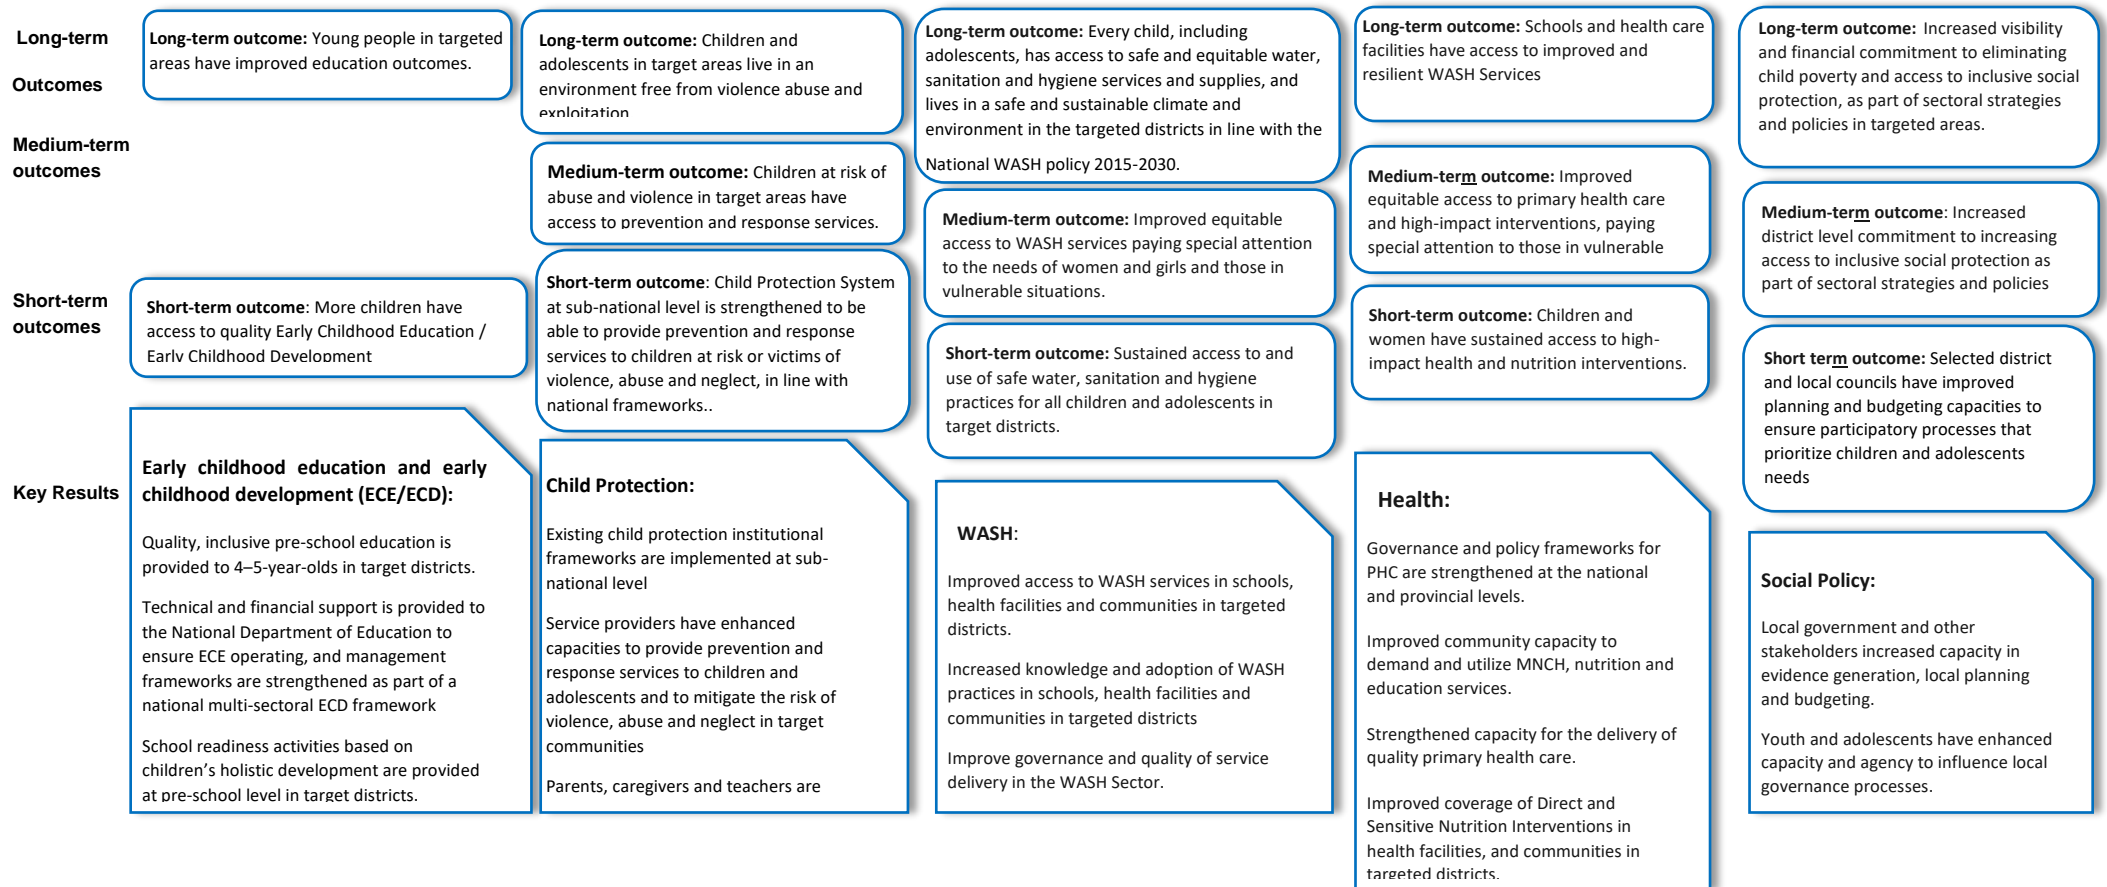 Long-term
Outcomes
Medium-term
outcomes
Short-term
outcomes
Key Results
Long-term outcome: Young people in targeted
areas have improved education outcomes.
Short-term outcome: More children have
access to quality Early Childhood Education /
Early Childhood Development
Early childhood education and early
childhood development (ECE/ECD):
Quality, inclusive pre-school education is
provided to 4–5-year-olds in target districts.
Technical and financial support is provided to
the National Department of Education to
ensure ECE operating, and management
frameworks are strengthened as part of a
national multi-sectoral ECD framework
School readiness activities based on
children’s holistic development are provided
at pre-school level in target districts.
Long-term outcome: Children and
adolescents in target areas live in an
environment free from violence abuse and
exploitation
Medium-term outcome: Children at risk of
abuse and violence in target areas have
access to prevention and response services.
Short-term outcome: Child Protection System
at sub-national level is strengthened to be
able to provide prevention and response
services to children at risk or victims of
violence, abuse and neglect, in line with
national frameworks..
Child Protection:
Existing child protection institutional
frameworks are implemented at sub-
national level
Service providers have enhanced
capacities to provide prevention and
response services to children and
adolescents and to mitigate the risk of
violence, abuse and neglect in target
communities
Parents, caregivers and teachers are
Long-term outcome: Every child, including
adolescents, has access to safe and equitable water,
sanitation and hygiene services and supplies, and
lives in a safe and sustainable climate and
environment in the targeted districts in line with the
National WASH policy 2015-2030.
Medium-term outcome: Improved equitable
access to WASH services paying special attention
to the needs of women and girls and those in
vulnerable situations.
Short-term outcome: Sustained access to and
use of safe water, sanitation and hygiene
practices for all children and adolescents in
target districts.
WASH:
Improved access to WASH services in schools,
health facilities and communities in targeted
districts.
Increased knowledge and adoption of WASH
practices in schools, health facilities and
communities in targeted districts
Improve governance and quality of service
delivery in the WASH Sector.
Long-term outcome: Schools and health care
facilities have access to improved and
resilient WASH Services
Medium-term outcome: Improved
equitable access to primary health care
and high-impact interventions, paying
special attention to those in vulnerable
Short-term outcome: Children and
women have sustained access to high-
impact health and nutrition interventions.
Health:
Governance and policy frameworks for
PHC are strengthened at the national
and provincial levels.
Improved community capacity to
demand and utilize MNCH, nutrition and
education services.
Strengthened capacity for the delivery of
quality primary health care.
Improved coverage of Direct and
Sensitive Nutrition Interventions in
health facilities, and communities in
targeted districts.
Long-term outcome: Increased visibility
and financial commitment to eliminating
child poverty and access to inclusive social
protection, as part of sectoral strategies
and policies in targeted areas.
Medium-term outcome: Increased
district level commitment to increasing
access to inclusive social protection as
part of sectoral strategies and policies
Short term outcome: Selected district
and local councils have improved
planning and budgeting capacities to
ensure participatory processes that
prioritize children and adolescents
needs
Social Policy:
Local government and other
stakeholders increased capacity in
evidence generation, local planning
and budgeting.
Youth and adolescents have enhanced
capacity and agency to influence local
governance processes.